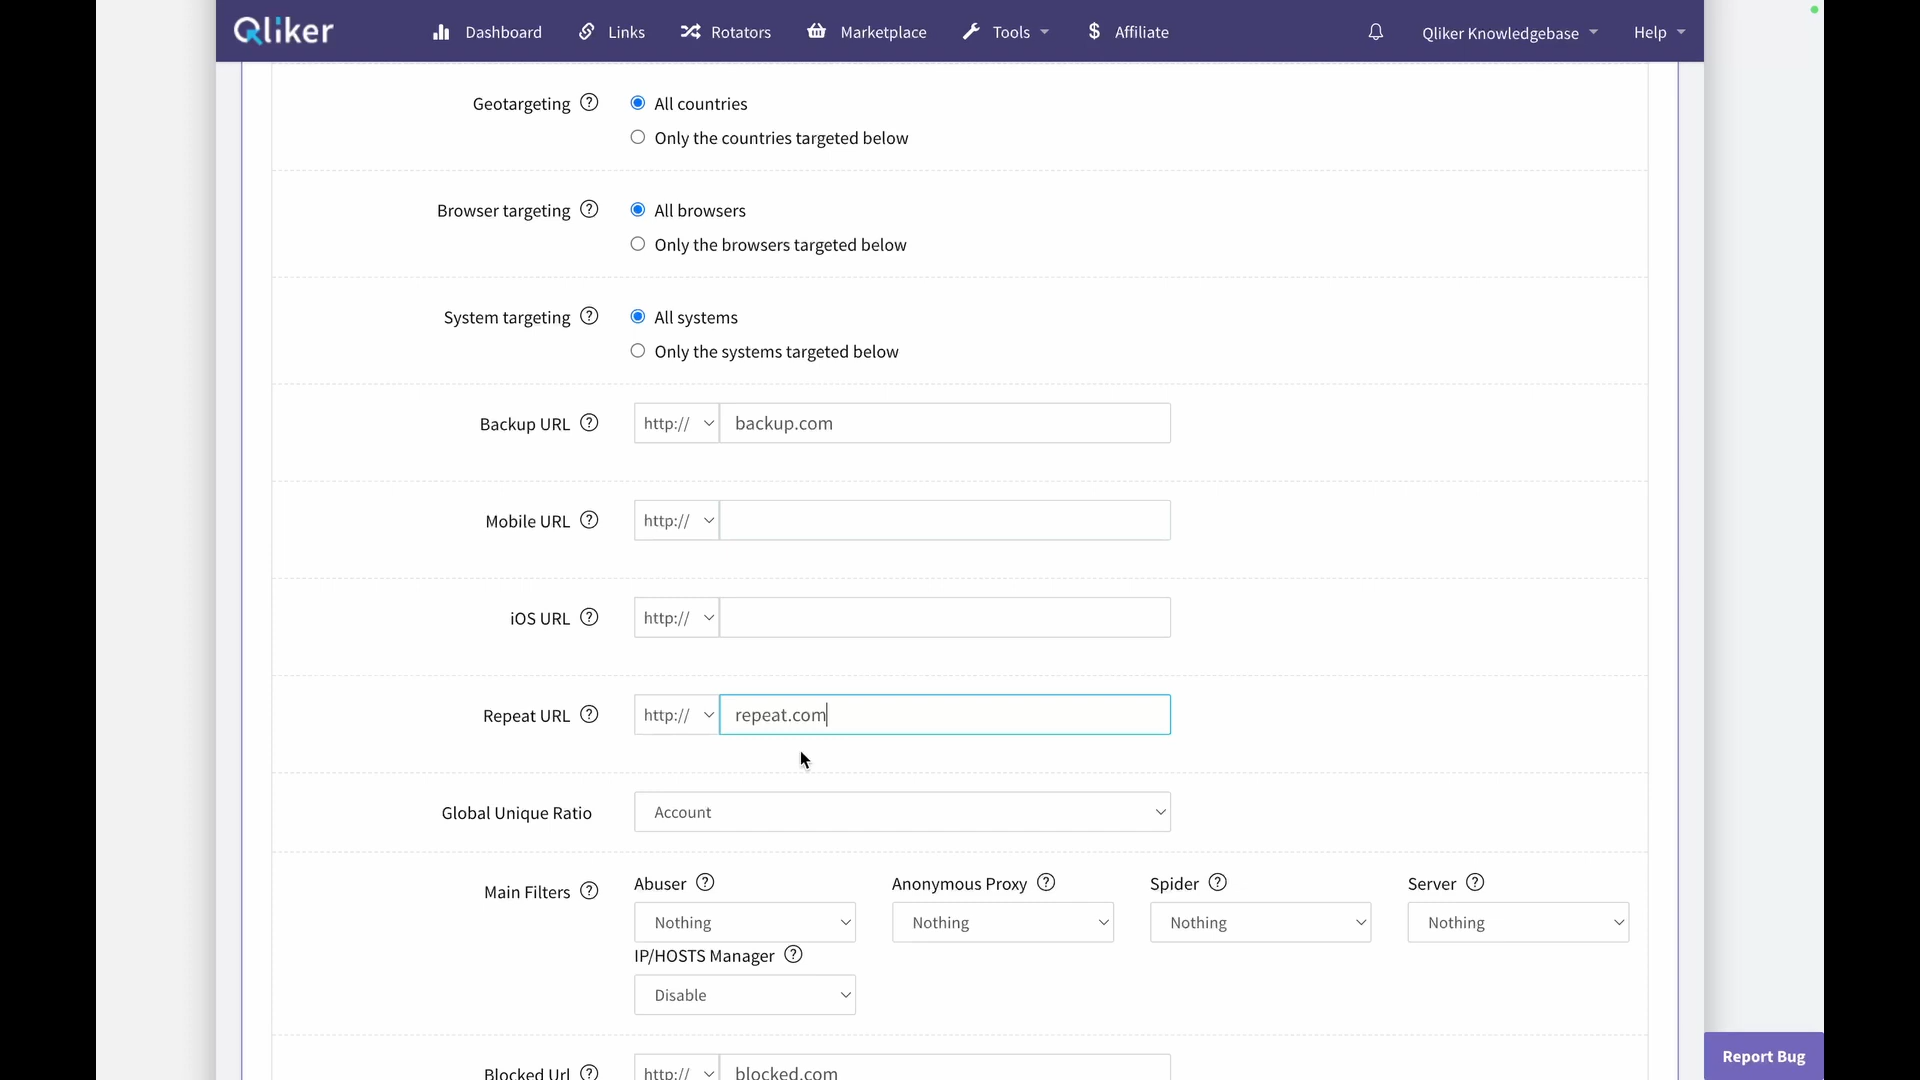 Qliker Dashboard Links Rotators Marketplace Tools $ Affiliate Qliker Knowledgebase Help
Geotargeting ? All countries
Only the countries targeted below
Browser targeting ? All browsers
Only the browsers targeted below
System targeting ? All systems
Only the systems targeted below
Backup URL ? http:// backup.com
Mobile URL ? http://
iOS URL ? http://
Repeat URL ? http:// repeat.com
Global Unique Ratio Account
Main Filters ? Abuser ? Anonymous Proxy ? Spider ? Server ?
Nothing Nothing Nothing Nothing
IP/HOSTS Manager ?
Disable
Blocked Url ? http:// blocked.com
Report Bug